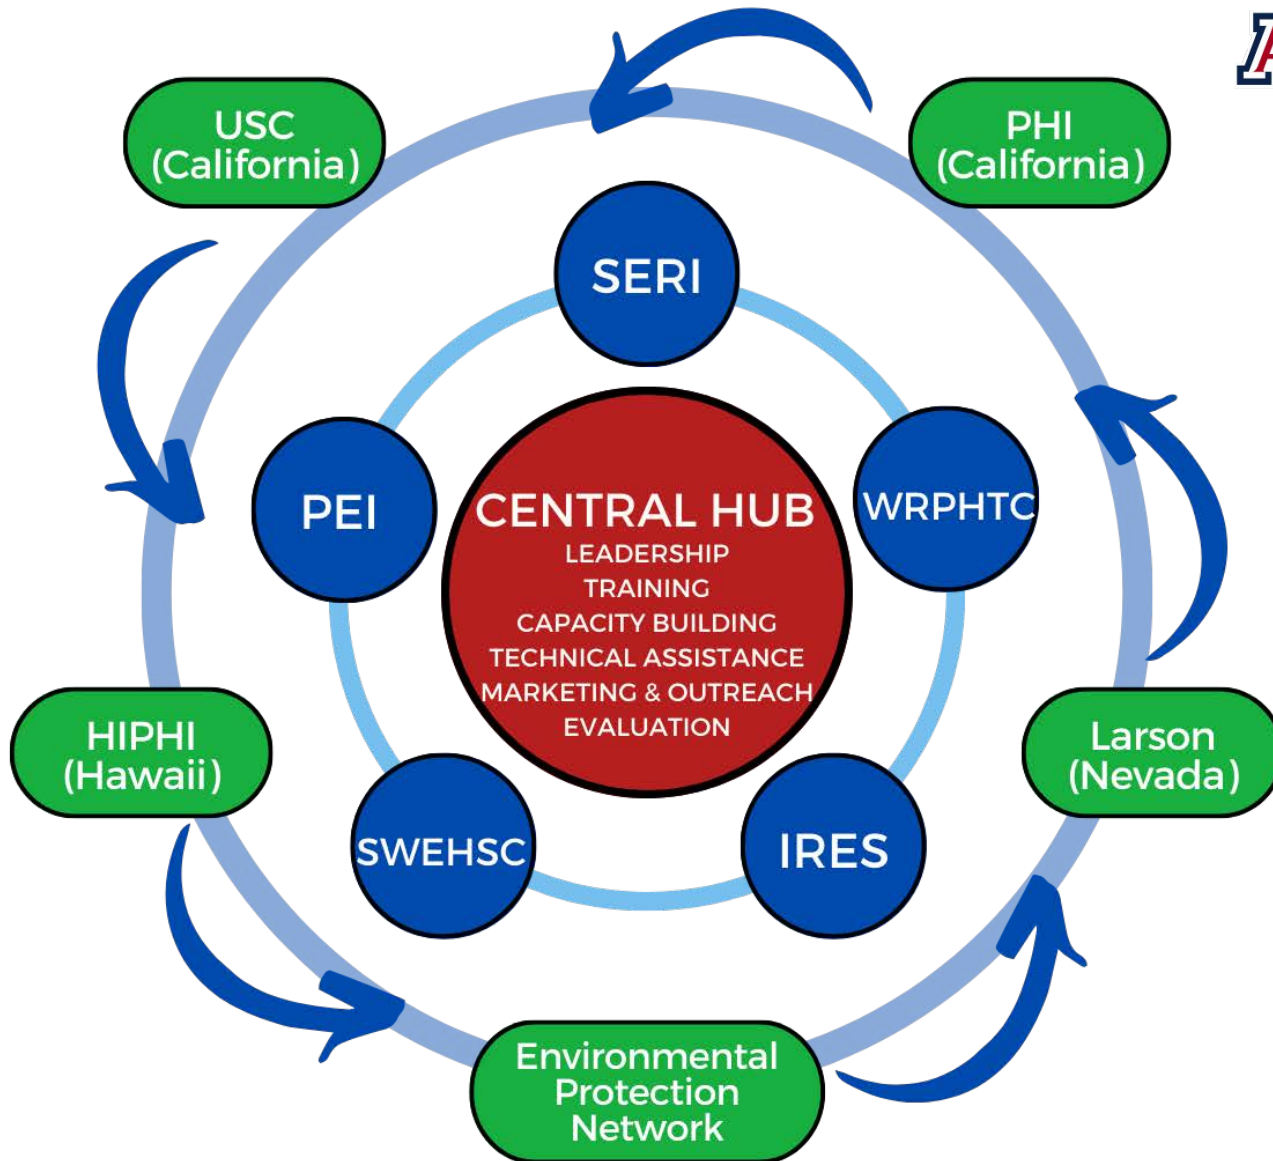 USC
(California)
PHI
(California)
SERI
PEI
WRPHTC
CENTRAL HUB
LEADERSHIP
TRAINING
CAPACITY BUILDING
TECHNICAL ASSISTANCE
MARKETING & OUTREACH
EVALUATION
HIPHI
(Hawaii)
Larson
(Nevada)
SWEHSC
IRES
Environmental
Protection
Network